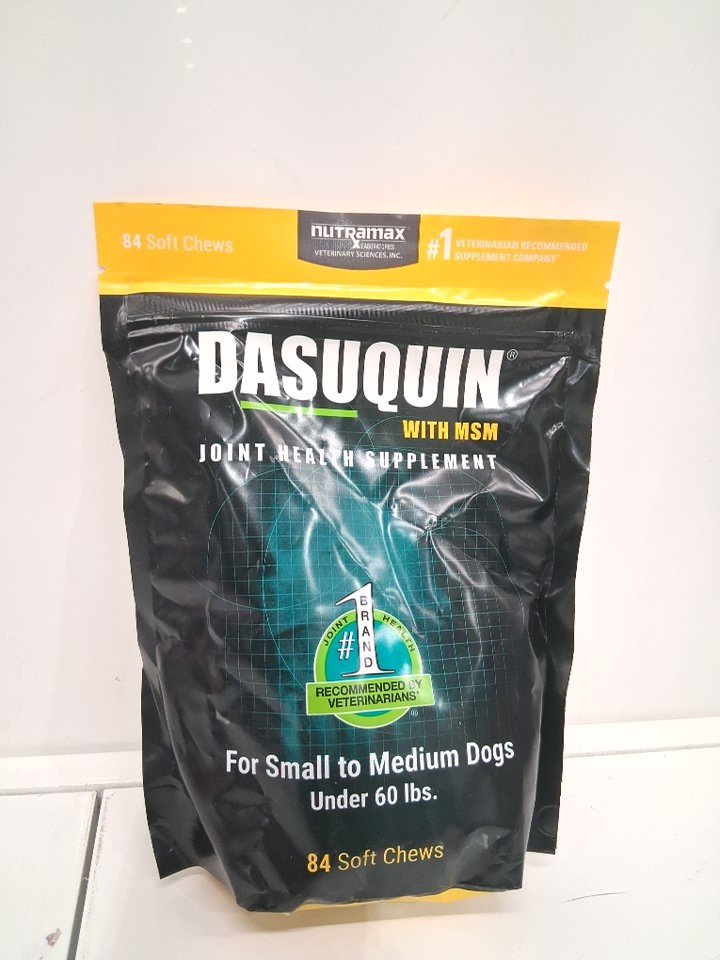 84 Soft Chews
nutramax
LABORATORIES
VETERINARY SCIENCES, INC.
#1 VETERINARIAN RECOMMENDED
SUPPLEMENT COMPANY*
DASUQUIN®
WITH MSM
JOINT HEALTH SUPPLEMENT
#1 BRAND
JOINT HEALTH
RECOMMENDED BY
VETERINARIANS*
®
For Small to Medium Dogs
Under 60 lbs.
84 Soft Chews